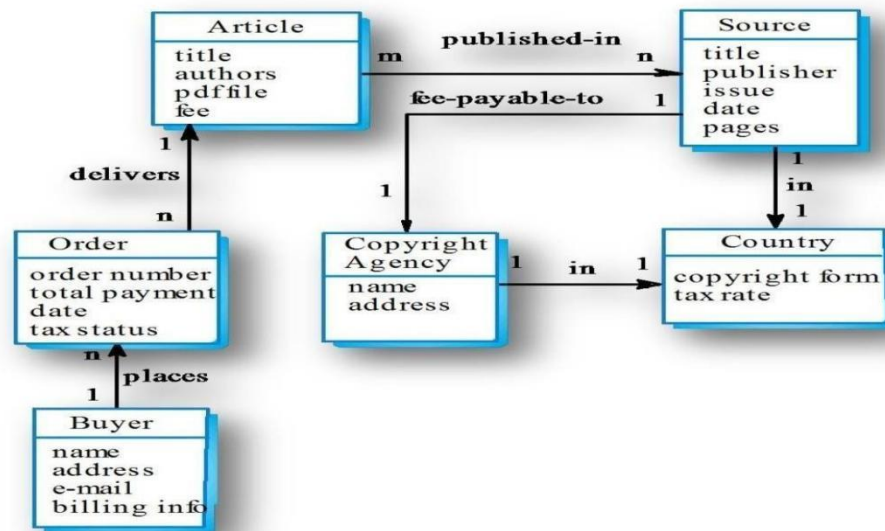 Article
title
authors
pdf file
fee
m
published-in
n
Source
title
publisher
issue
date
pages
fee-payable-to
1
1
delivers
n
1
1
in
1
Order
order number
total payment
date
tax status
Copyright
Agency
name
address
1
in
1
Country
copyright form
tax rate
n
places
1
Buyer
name
address
e-mail
billing info